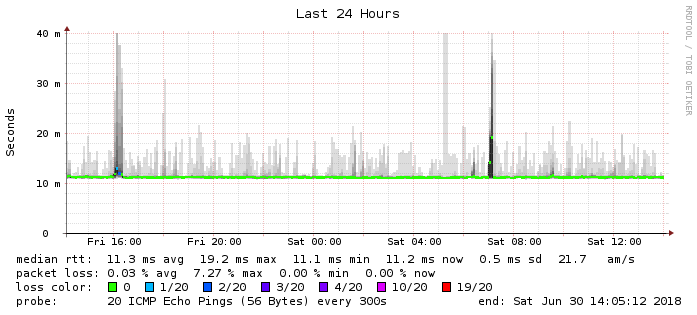 Last 24 Hours
RRDTOOL / TOBI OETIKER
Seconds
40 m
30 m
20 m
10 m
0
Fri 16:00 Fri 20:00 Sat 00:00 Sat 04:00 Sat 08:00 Sat 12:00
median rtt: 11.3 ms avg 19.2 ms max 11.1 ms min 11.2 ms now 0.5 ms sd 21.7 am/s
packet loss: 0.03 % avg 7.27 % max 0.00 % min 0.00 % now
loss color: 0 1/20 2/20 3/20 4/20 10/20 19/20
probe: 20 ICMP Echo Pings (56 Bytes) every 300s end: Sat Jun 30 14:05:12 2018